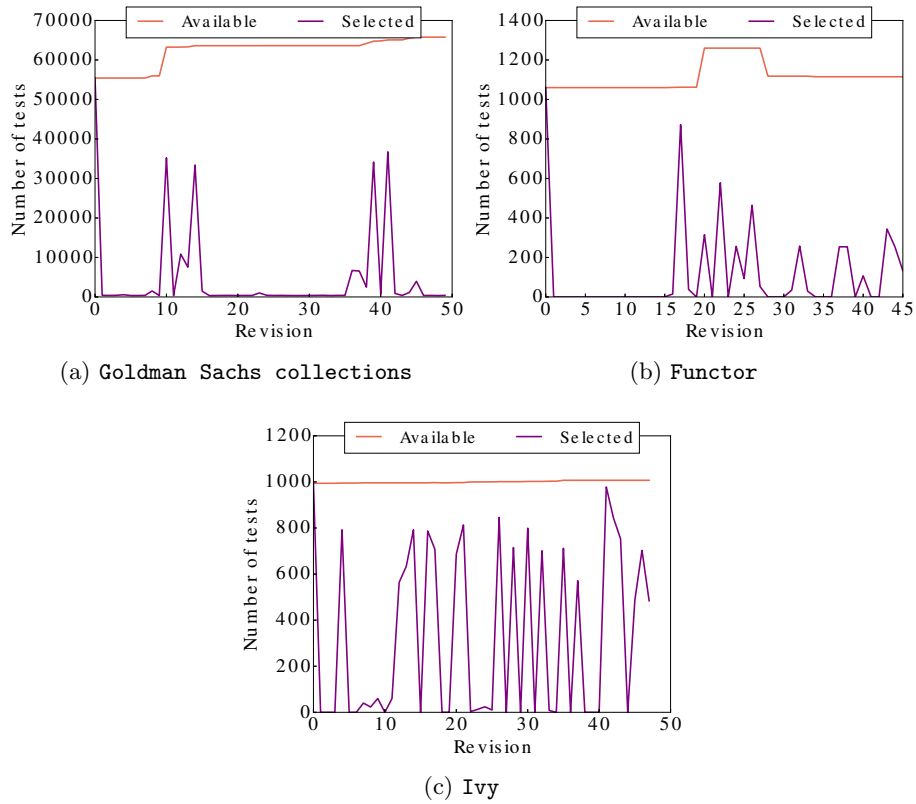 Available Selected
70000
60000
50000
40000
30000
20000
10000
0
Number of tests
0 10 20 30 40 50
Revision
(a) Goldman Sachs collections
Available Selected
1400
1200
1000
800
600
400
200
0
Number of tests
0 5 10 15 20 25 30 35 40 45
Revision
(b) Functor
Available Selected
1200
1000
800
600
400
200
0
Number of tests
0 10 20 30 40 50
Revision
(c) Ivy